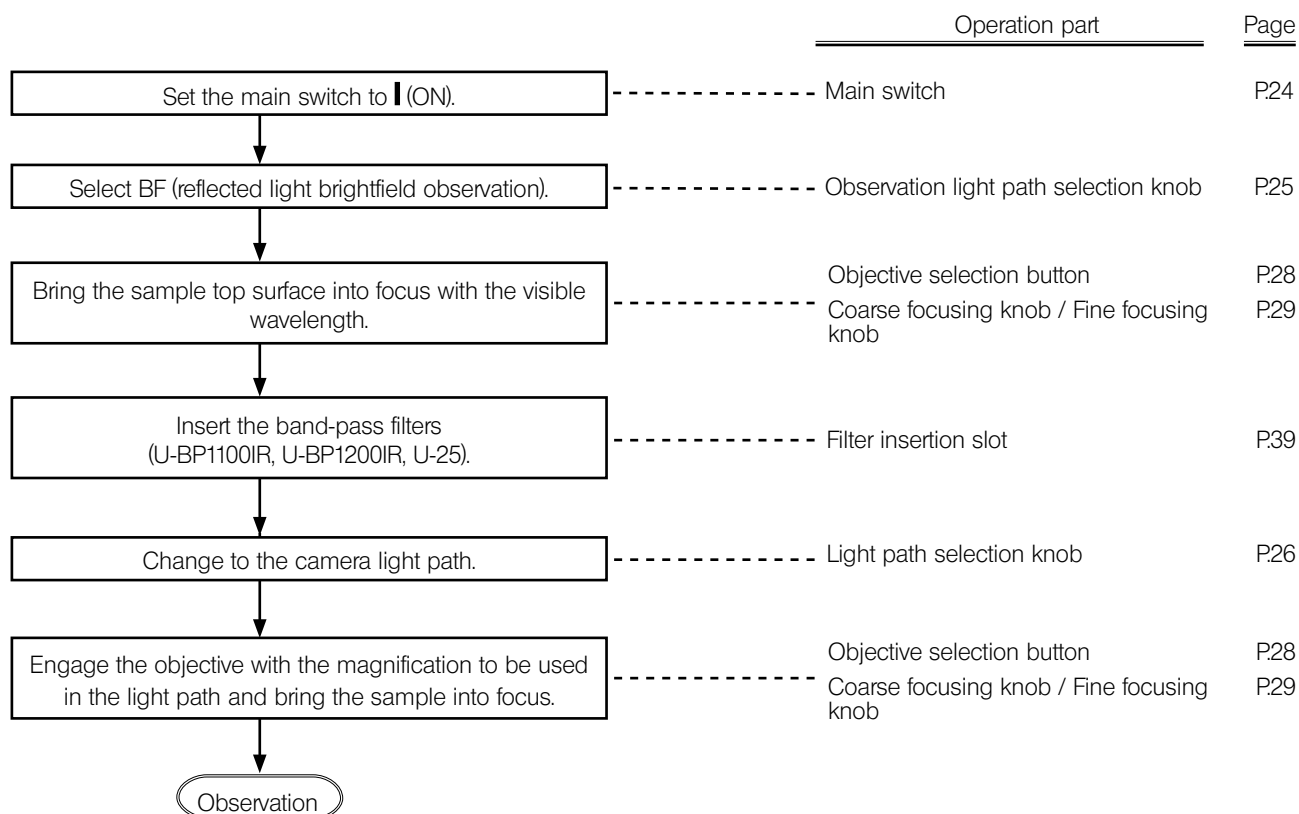 Operation part Page
Set the main switch to I (ON). Main switch P.24
Select BF (reflected light brightfield observation). Observation light path selection knob P.25
Bring the sample top surface into focus with the visible
wavelength.
Objective selection button P.28
Coarse focusing knob / Fine focusing P.29
knob
Insert the band-pass filters
(U-BP1100IR, U-BP1200IR, U-25).
Filter insertion slot P.39
Change to the camera light path. Light path selection knob P.26
Engage the objective with the magnification to be used
in the light path and bring the sample into focus.
Objective selection button P.28
Coarse focusing knob / Fine focusing P.29
knob
Observation